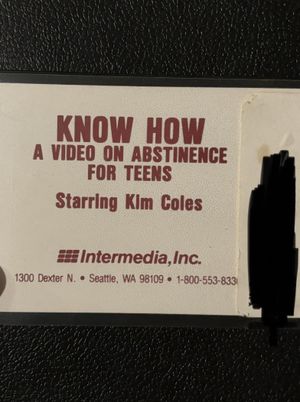 KNOW HOW
A VIDEO ON ABSTINENCE
FOR TEENS
Starring Kim Coles
Intermedia, Inc.
1300 Dexter N. • Seattle, WA 98109 •